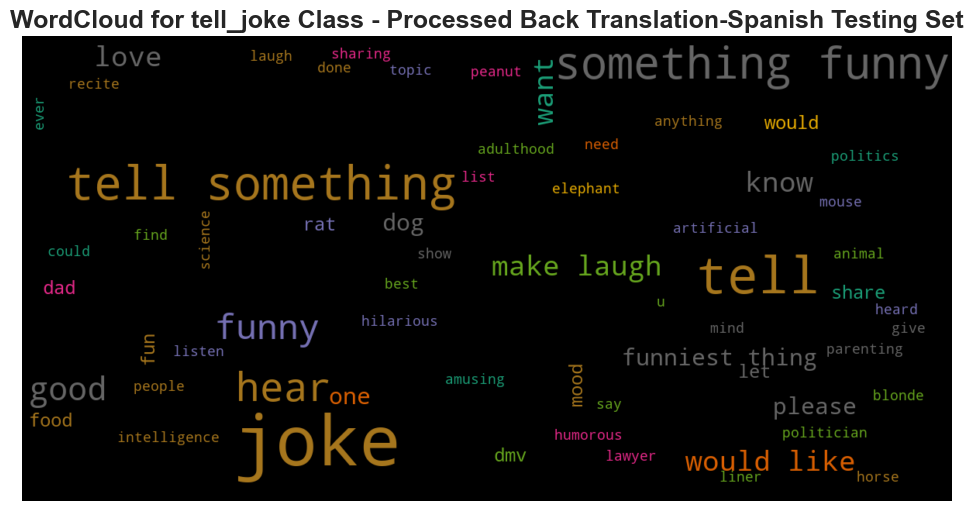 WordCloud for tell_joke Class - Processed Back Translation-Spanish Testing Set
love
laugh
sharing
done
topic
peanut
want
something funny
recite
ever
anything
would
adulthood
need
politics
tell something
list
elephant
know
mouse
science
rat
dog
artificial
find
could
show
make laugh
tell
animal
dad
best
u
share
heard
funny
hilarious
mind
give
fun
listen
funniest thing
parenting
let
good
people
hear
one
amusing
mood
say
please
blonde
food
intelligence
joke
humorous
politician
dmv
lawyer
would like
liner
horse